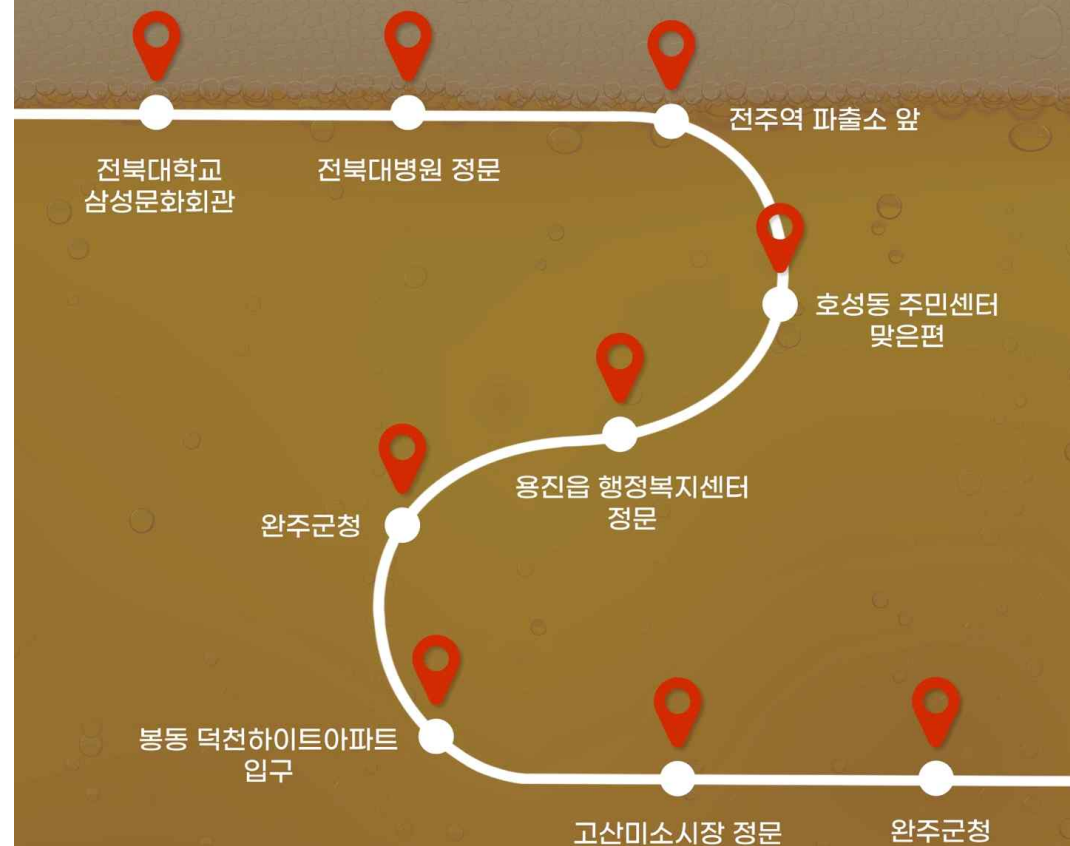 전북대학교
삼성문화회관
전북대병원 정문
전주역 파출소 앞
호성동 주민센터
맞은편
용진읍 행정복지센터
정문
완주군청
봉동 덕천하이트아파트
입구
고산미소시장 정문
완주군청